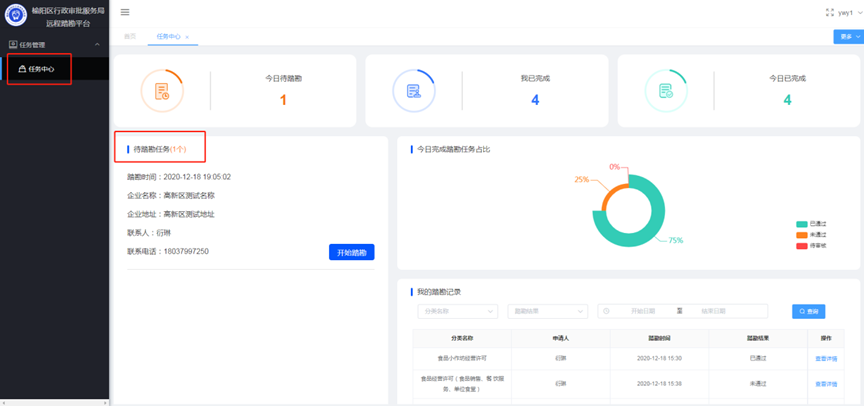 榆阳区行政审批服务局
远程踏勘平台
ywy1
任务管理
首页
任务中心 ×
更多
任务中心
今日待踏勘
1
我已完成
4
今日已完成
4
待踏勘任务(1个)
踏勘时间：2020-12-18 19:05:02
企业名称：高新区测试名称
企业地址：高新区测试地址
联系人：衍琳
联系电话：18037997250
开始踏勘
今日完成踏勘任务占比
0%
25%
75%
已通过
未通过
待审核
我的踏勘记录
分类名称
踏勘结果
开始日期
至
结束日期
查询
分类名称 申请人 踏勘时间 踏勘结果 操作
食品小作坊经营许可 衍琳 2020-12-18 15:30 已通过 查看详情
食品经营许可（食品销售、餐饮服
务、单位食堂） 衍琳 2020-12-18 15:38 未通过 查看详情